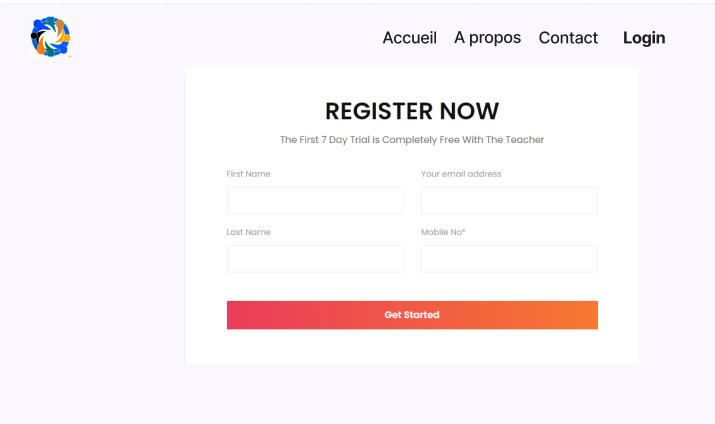 Accueil A propos Contact Login
REGISTER NOW
The First 7 Day Trial Is Completely Free With The Teacher
First Name Your email address
Last Name Mobile No*
Get Started